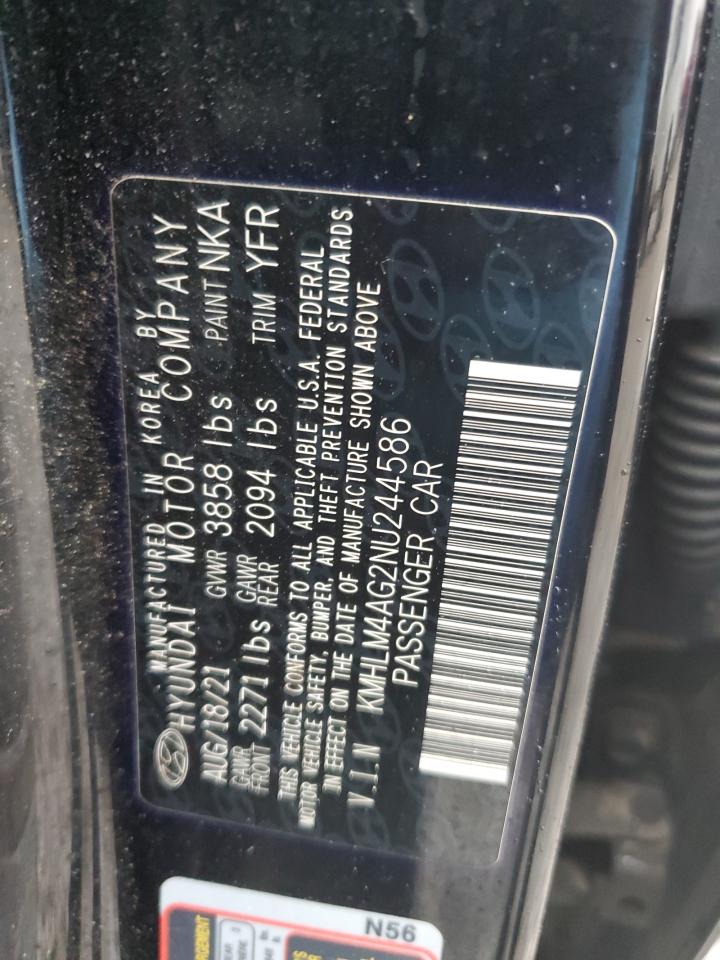 MANUFACTURED IN KOREA BY
HYUNDAI MOTOR COMPANY
AUG/18/21 GVWR 3858 lbs PAINT NKA
GAWR FRONT 2271 lbs GAWR REAR 2094 lbs TRIM YFR
THIS VEHICLE CONFORMS TO ALL APPLICABLE U.S.A. FEDERAL
MOTOR VEHICLE SAFETY, BUMPER, AND THEFT PREVENTION STANDARDS
IN EFFECT ON THE DATE OF MANUFACTURE SHOWN ABOVE
V.I.N KMHLM4AG2NU244586
PASSENGER CAR
N56